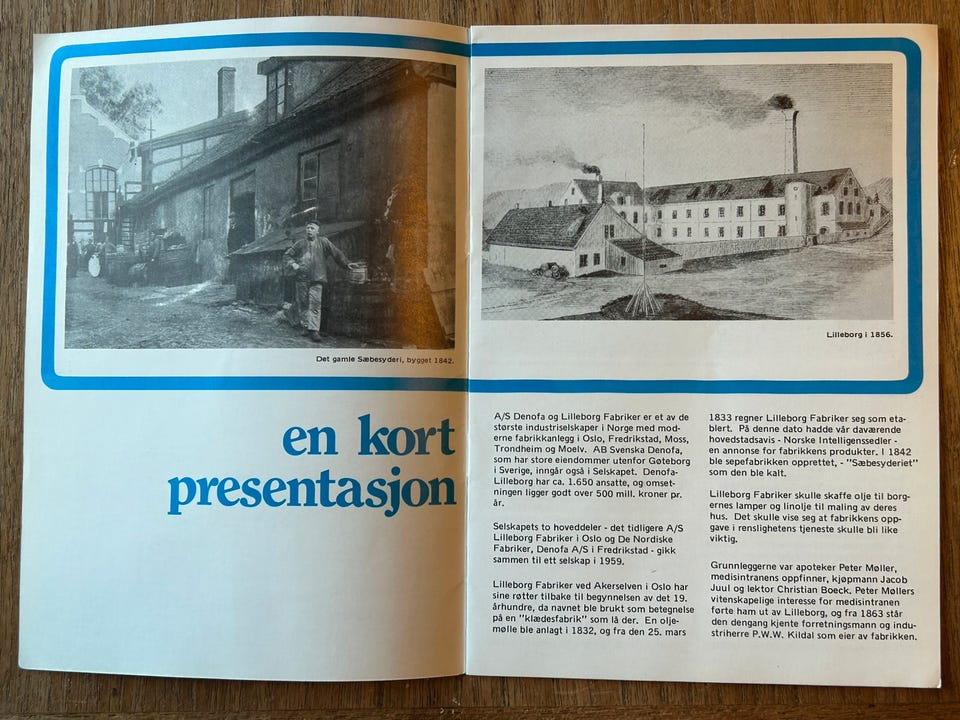 Det gamle Sæbesyderi, bygget 1842.
Lilleborg i 1856.
en kort
presentasjon
A/S Denofa og Lilleborg Fabriker er et av de
største industriselskaper i Norge med mod-
erne fabrikkanlegg i Oslo, Fredrikstad, Moss,
Trondheim og Moelv. AB Svenska Denofa,
som har store eiendommer utenfor Gøteborg
i Sverige, inngår også i Selskapet. Denofa-
Lilleborg har ca. 1.650 ansatte, og omset-
ningen ligger godt over 500 mill. kroner pr.
år.
Selskapets to hoveddeler - det tidligere A/S
Lilleborg Fabriker i Oslo og De Nordiske
Fabriker, Denofa A/S i Fredrikstad - gikk
sammen til ett selskap i 1959.
Lilleborg Fabriker ved Akerselven i Oslo har
sine røtter tilbake til begynnelsen av det 19.
århundre, da navnet ble brukt som betegnelse
på en "klædesfabrik" som lå der. En olje-
mølle ble anlagt i 1832, og fra den 25. mars
1833 regner Lilleborg Fabriker seg som eta-
blert. På denne dato hadde vår daværende
hovedstadsavis - Norske Intelligenssedler -
en annonse for fabrikkens produkter. I 1842
ble sepefabrikken opprettet, - "Sæbesyderiet"
som den ble kalt.
Lilleborg Fabriker skulle skaffe olje til borg-
ernes lamper og linolje til maling av deres
hus. Det skulle vise seg at fabrikkens opp-
gave i renslighetens tjeneste skulle bli like
viktig.
Grunnleggerne var apoteker Peter Møller,
medisintranens oppfinner, kjøpmann Jacob
Juul og lektor Christian Boeck. Peter Møllers
vitenskapelige interesse for medisintranen
førte ham ut av Lilleborg, og fra 1863 står
den dengang kjente forretningsmann og indu-
striherre P.W.W. Kildal som eier av fabrikken.